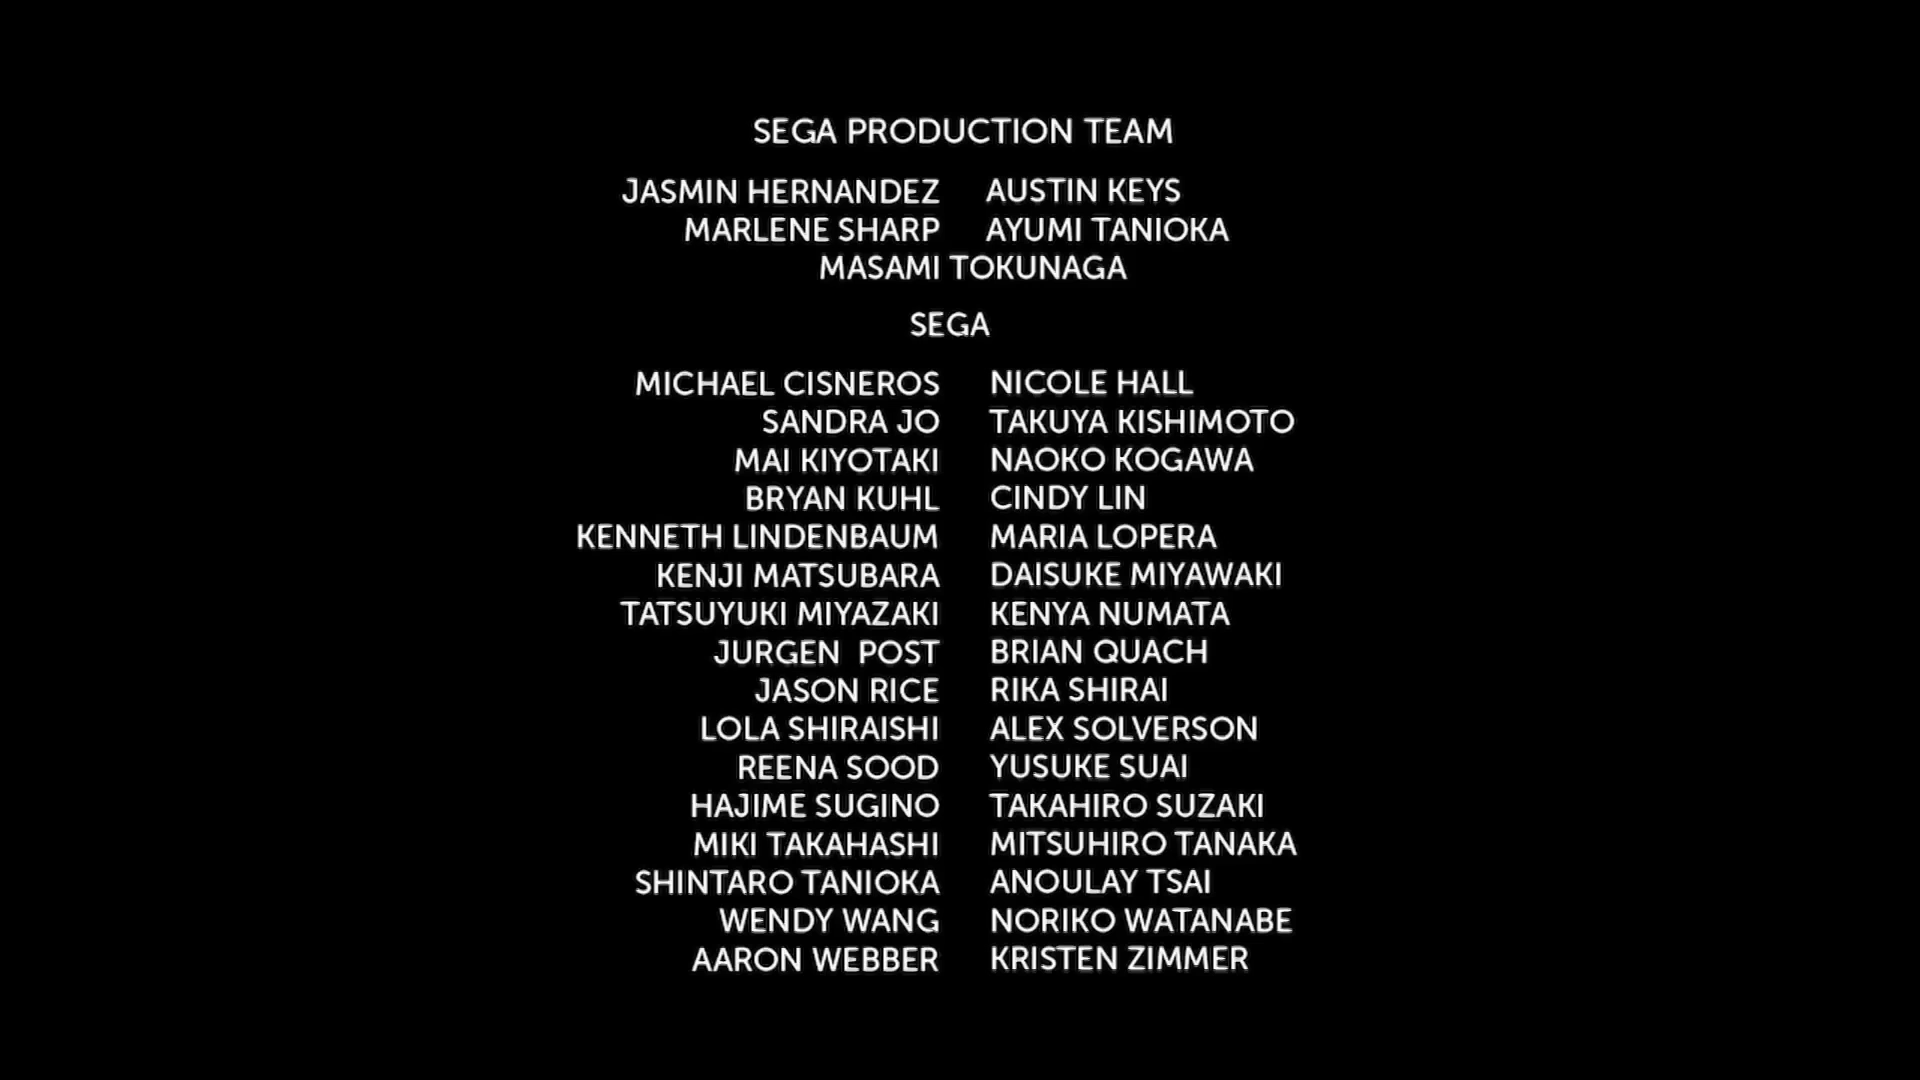 SEGA PRODUCTION TEAM
JASMIN HERNANDEZ AUSTIN KEYS
MARLENE SHARP AYUMI TANIOKA
MASAMI TOKUNAGA
SEGA
MICHAEL CISNEROS NICOLE HALL
SANDRA JO TAKUYA KISHIMOTO
MAI KIYOTAKI NAOKO KOGAWA
BRYAN KUHL CINDY LIN
KENNETH LINDENBAUM MARIA LOPERA
KENJI MATSUBARA DAISUKE MIYAWAKI
TATSUYUKI MIYAZAKI KENYA NUMATA
JURGEN  POST BRIAN QUACH
JASON RICE RIKA SHIRAI
LOLA SHIRAISHI ALEX SOLVERSON
REENA SOOD YUSUKE SUAI
HAJIME SUGINO TAKAHIRO SUZAKI
MIKI TAKAHASHI MITSUHIRO TANAKA
SHINTARO TANIOKA ANOULAY TSAI
WENDY WANG NORIKO WATANABE
AARON WEBBER KRISTEN ZIMMER